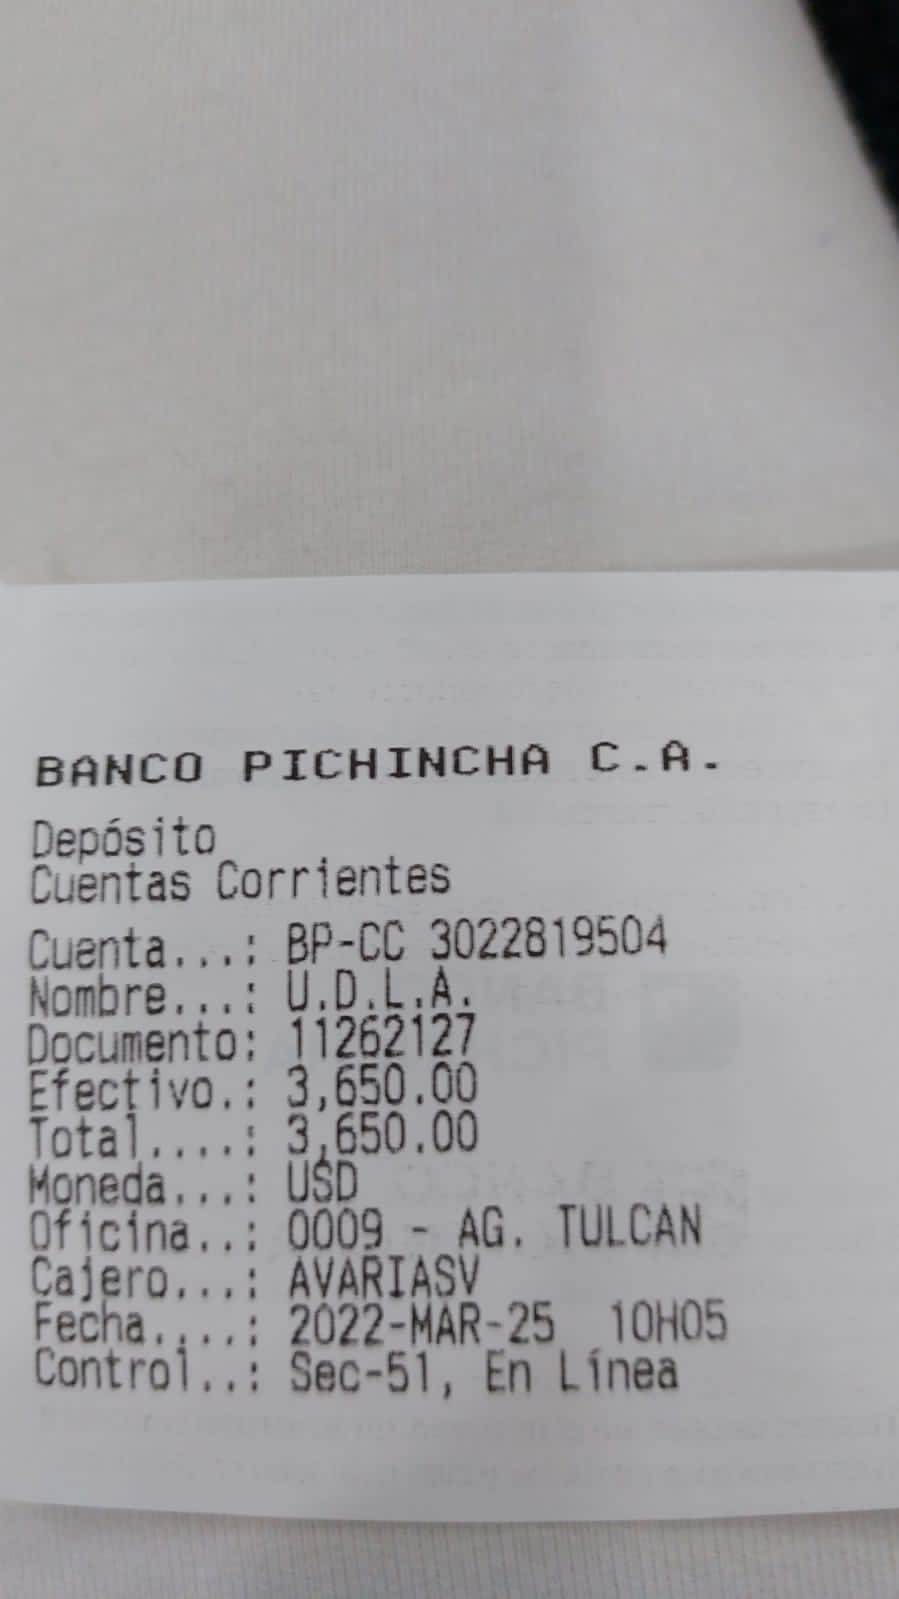 BANCO PICHINCHA C.A.
Depósito
Cuentas Corrientes
Cuenta...: BP-CC 3022819504
Nombre...: U.D.L.A.
Documento: 11262127
Efectivo.: 3,650.00
Total....: 3,650.00
Moneda...: USD
Oficina..: 0009 - AG. TULCAN
Cajero...: AVARIASV
Fecha....: 2022-MAR-25 10H05
Control..: Sec-51, En Línea